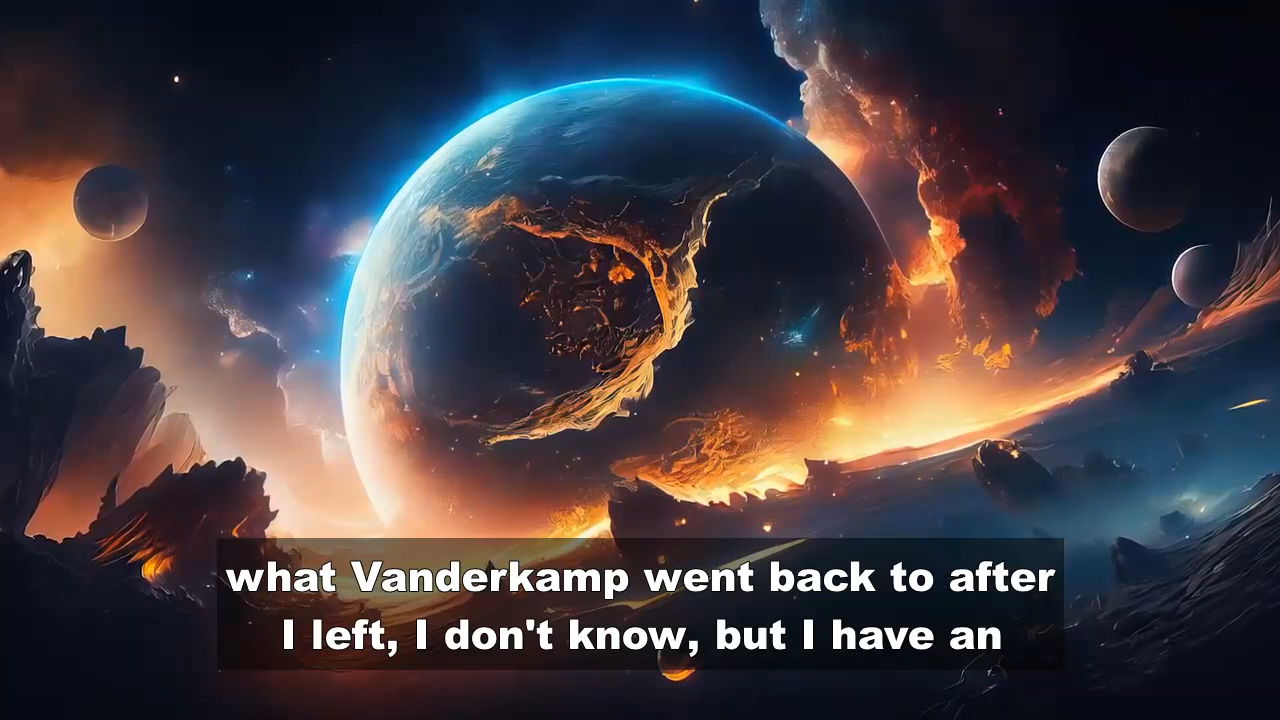 what Vanderkamp went back to after
I left, I don't know, but I have an